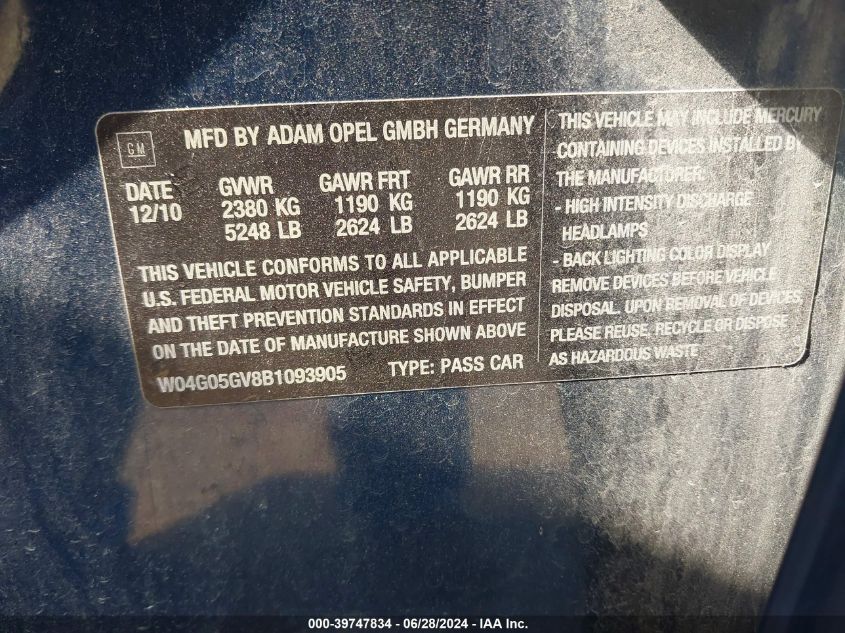 GM
MFD BY ADAM OPEL GMBH GERMANY
DATE GVWR GAWR FRT GAWR RR
12/10 2380 KG 1190 KG 1190 KG
5248 LB 2624 LB 2624 LB
THIS VEHICLE CONFORMS TO ALL APPLICABLE
U.S. FEDERAL MOTOR VEHICLE SAFETY, BUMPER
AND THEFT PREVENTION STANDARDS IN EFFECT
ON THE DATE OF MANUFACTURE SHOWN ABOVE
W04G05GV8B1093905 TYPE: PASS CAR
THIS VEHICLE MAY INCLUDE MERCURY
CONTAINING DEVICES INSTALLED BY
THE MANUFACTURER:
- HIGH INTENSITY DISCHARGE
HEADLAMPS
- BACK LIGHTING COLOR DISPLAY
REMOVE DEVICES BEFORE VEHICLE
DISPOSAL. UPON REMOVAL OF DEVICES,
PLEASE REUSE, RECYCLE OR DISPOSE
AS HAZARDOUS WASTE
000-39747834 / 06/28/2024 - IAA Inc.